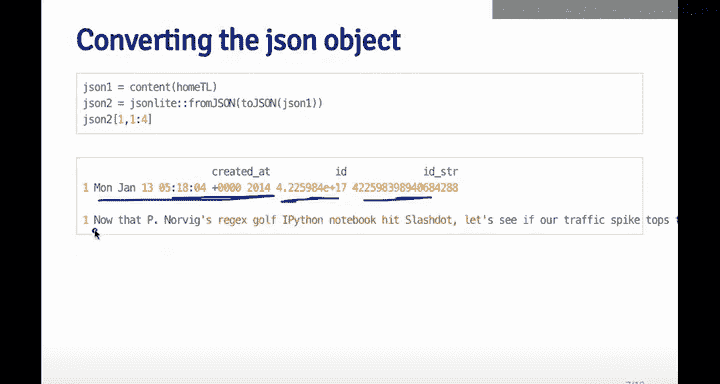 Converting the json object
json1 = content(homeTL)
json2 = jsonlite::fromJSON(toJSON(json1))
json2[1,1:4]
created_at id id_str
1 Mon Jan 13 05:18:04 +0000 2014 4.225984e+17 422598398940684288
1 Now that P. Norvig's regex golf IPython notebook hit Slashdot, let's see if our traffic spike tops